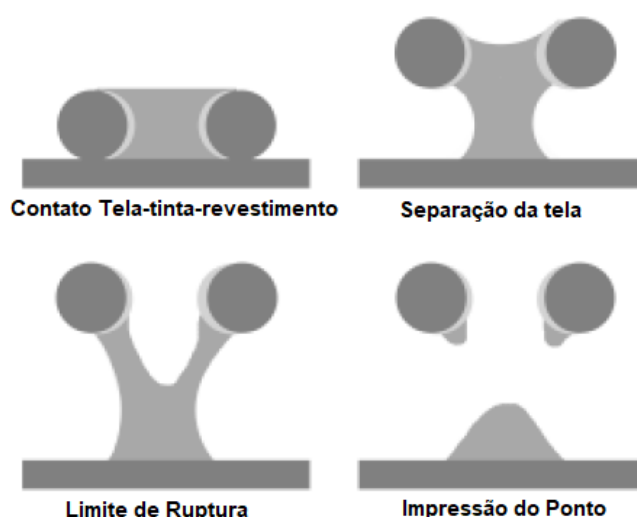 Contato Tela-tinta-revestimento
Separação da tela
Limite de Ruptura
Impressão do Ponto